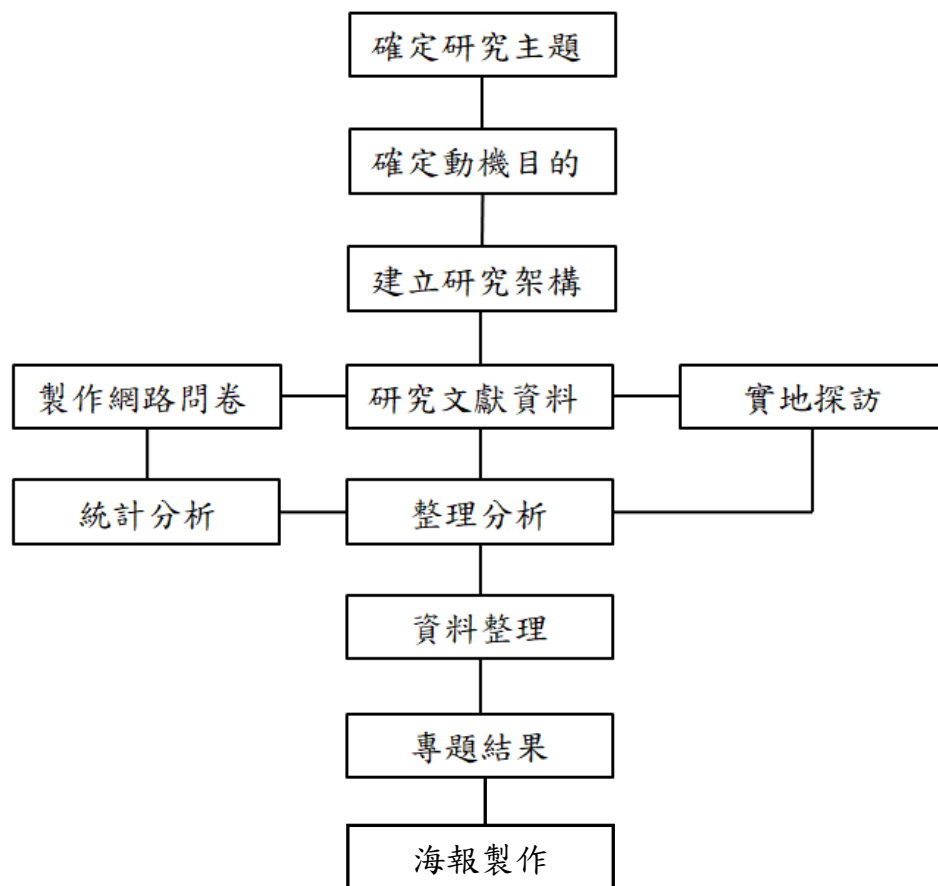 確定研究主題
確定動機目的
建立研究架構
製作網路問卷
研究文獻資料
實地探訪
統計分析
整理分析
資料整理
專題結果
海報製作